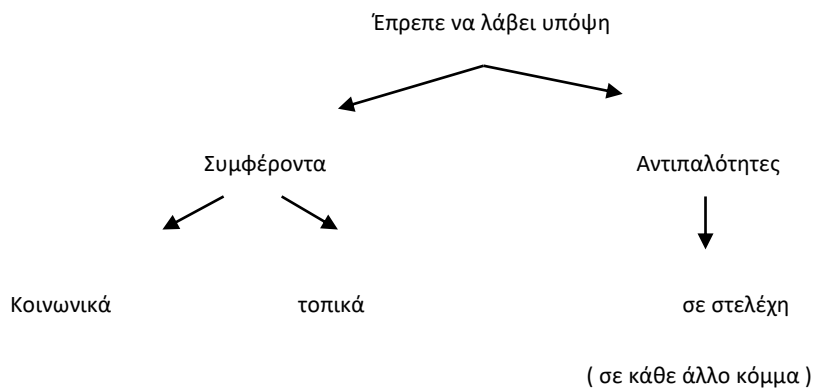 Έπρεπε να λάβει υπόψη
Συμφέροντα Αντιπαλότητες
Κοινωνικά τοπικά σε στελέχη
( σε κάθε άλλο κόμμα )